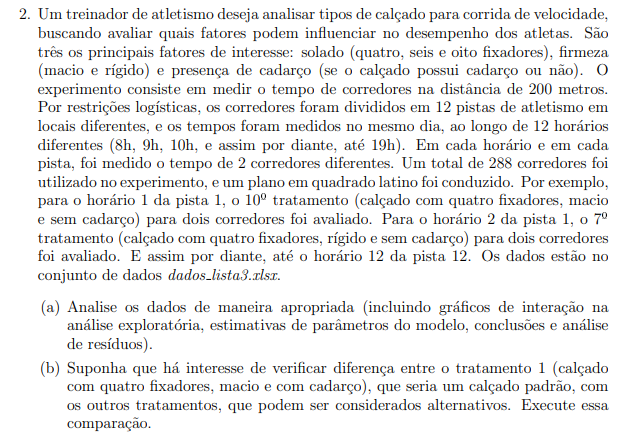 2. Um treinador de atletismo deseja analisar tipos de calçado para corrida de velocidade,
buscando avaliar quais fatores podem influenciar no desempenho dos atletas. São
três os principais fatores de interesse: solado (quatro, seis e oito fixadores), firmeza
(macio e rígido) e presença de cadarço (se o calçado possui cadarço ou não). O
experimento consiste em medir o tempo de corredores na distância de 200 metros.
Por restrições logísticas, os corredores foram divididos em 12 pistas de atletismo em
locais diferentes, e os tempos foram medidos no mesmo dia, ao longo de 12 horários
diferentes (8h, 9h, 10h, e assim por diante, até 19h). Em cada horário e em cada
pista, foi medido o tempo de 2 corredores diferentes. Um total de 288 corredores foi
utilizado no experimento, e um plano em quadrado latino foi conduzido. Por exemplo,
para o horário 1 da pista 1, o 10º tratamento (calçado com quatro fixadores, macio
e sem cadarço) para dois corredores foi avaliado. Para o horário 2 da pista 1, o 7º
tratamento (calçado com quatro fixadores, rígido e sem cadarço) para dois corredores
foi avaliado. E assim por diante, até o horário 12 da pista 12. Os dados estão no
conjunto de dados dados_lista3.xlsx.
(a) Analise os dados de maneira apropriada (incluindo gráficos de interação na
análise exploratória, estimativas de parâmetros do modelo, conclusões e análise
de resíduos).
(b) Suponha que há interesse de verificar diferença entre o tratamento 1 (calçado
com quatro fixadores, macio e com cadarço), que seria um calçado padrão, com
os outros tratamentos, que podem ser considerados alternativos. Execute essa
comparação.